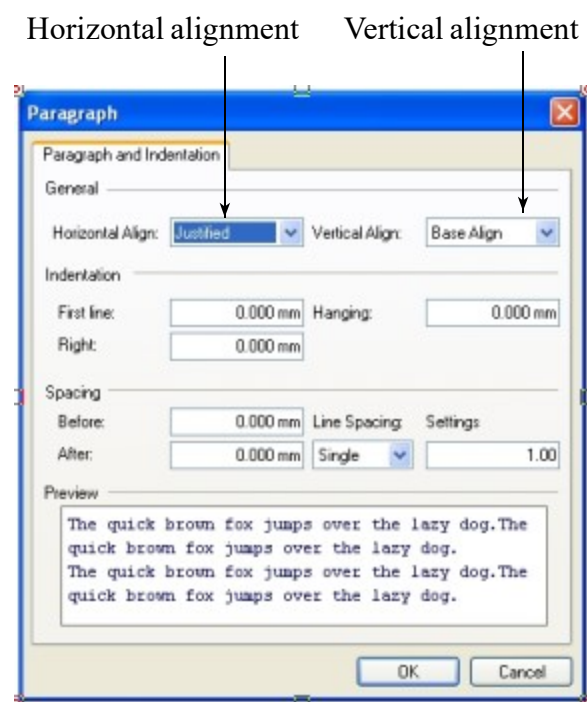 Horizontal alignment Vertical alignment
Paragraph
Paragraph and Indentation
General
Horizontal Align: Justified Vertical Align: Base Align
Indentation
First line: 0.000 mm Hanging: 0.000 mm
Right: 0.000 mm
Spacing
Before: 0.000 mm Line Spacing: Settings
After: 0.000 mm Single 1.00
Preview
The quick brown fox jumps over the lazy dog.The
quick brown fox jumps over the lazy dog.
The quick brown fox jumps over the lazy dog.The
quick brown fox jumps over the lazy dog.
OK Cancel